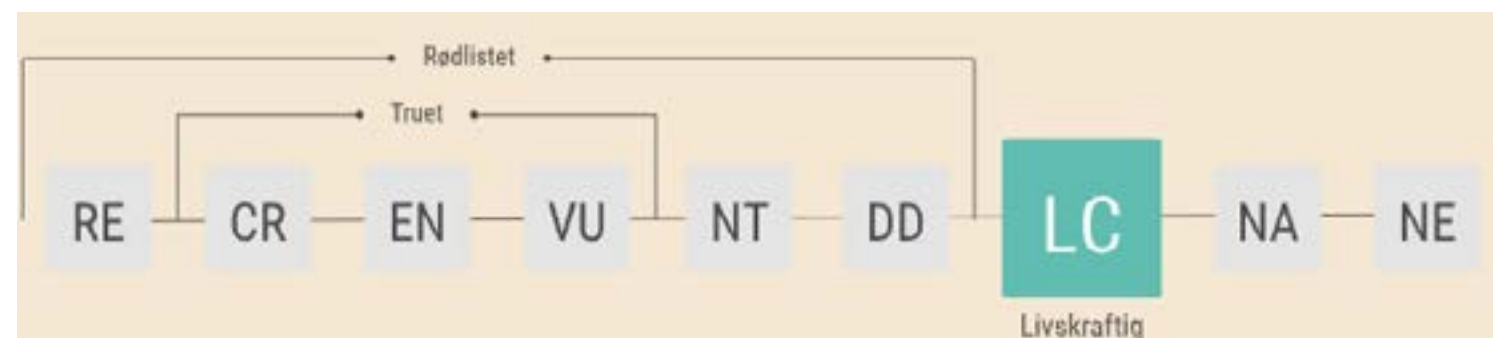 Rødlistet
Truet
RE CR EN VU NT DD LC NA NE
Livskraftig